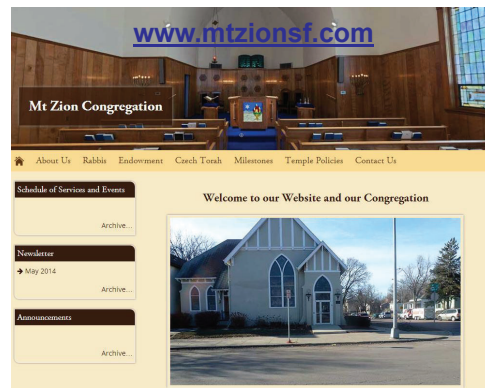 www.mtzionsf.com
Mt Zion Congregation
About Us Rabbis Endowment Czech Torah Milestones Temple Policies Contact Us
Schedule of Services and Events
Archive...
Newsletter
May 2014
Archive...
Announcements
Archive...
Welcome to our Website and our Congregation